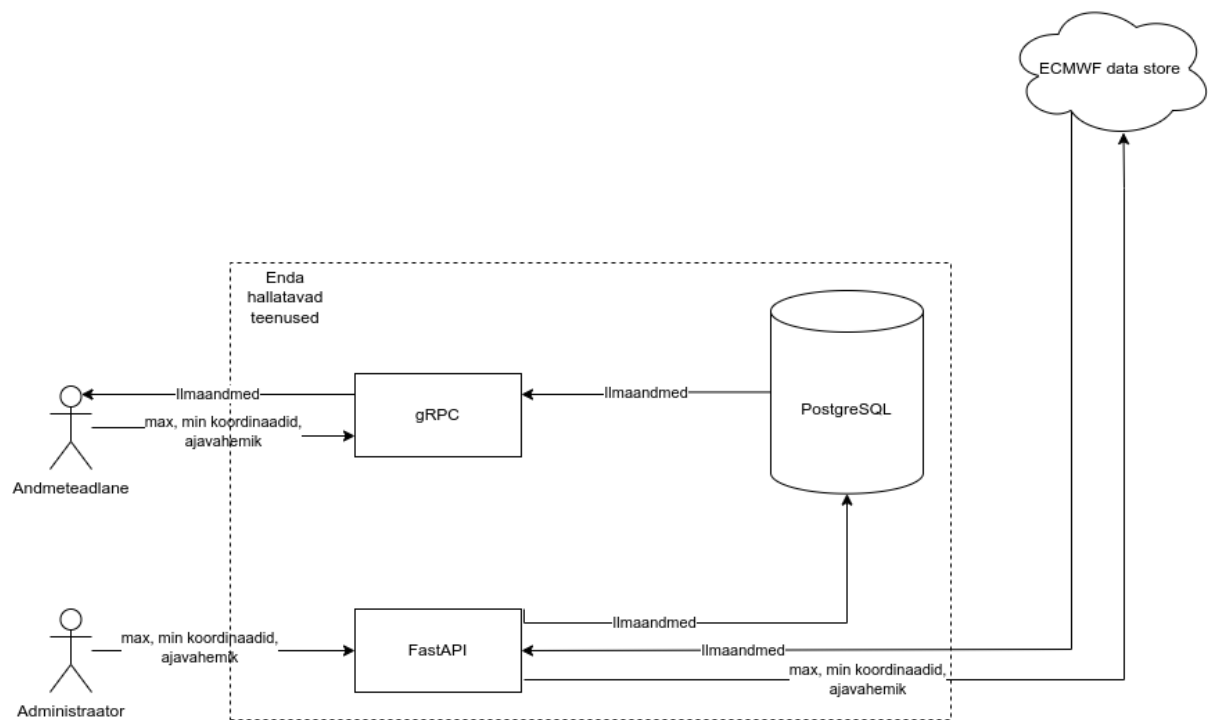 ECMWF data store
Enda
hallatavad
teenused
Ilmaandmed
Ilmaandmed
gRPC
PostgreSQL
max, min koordinaadid,
ajavahemik
Andmeteadlane
Ilmaandmed
max, min koordinaadid,
ajavahemik
FastAPI
Ilmaandmed
max, min koordinaadid,
ajavahemik
Administraator